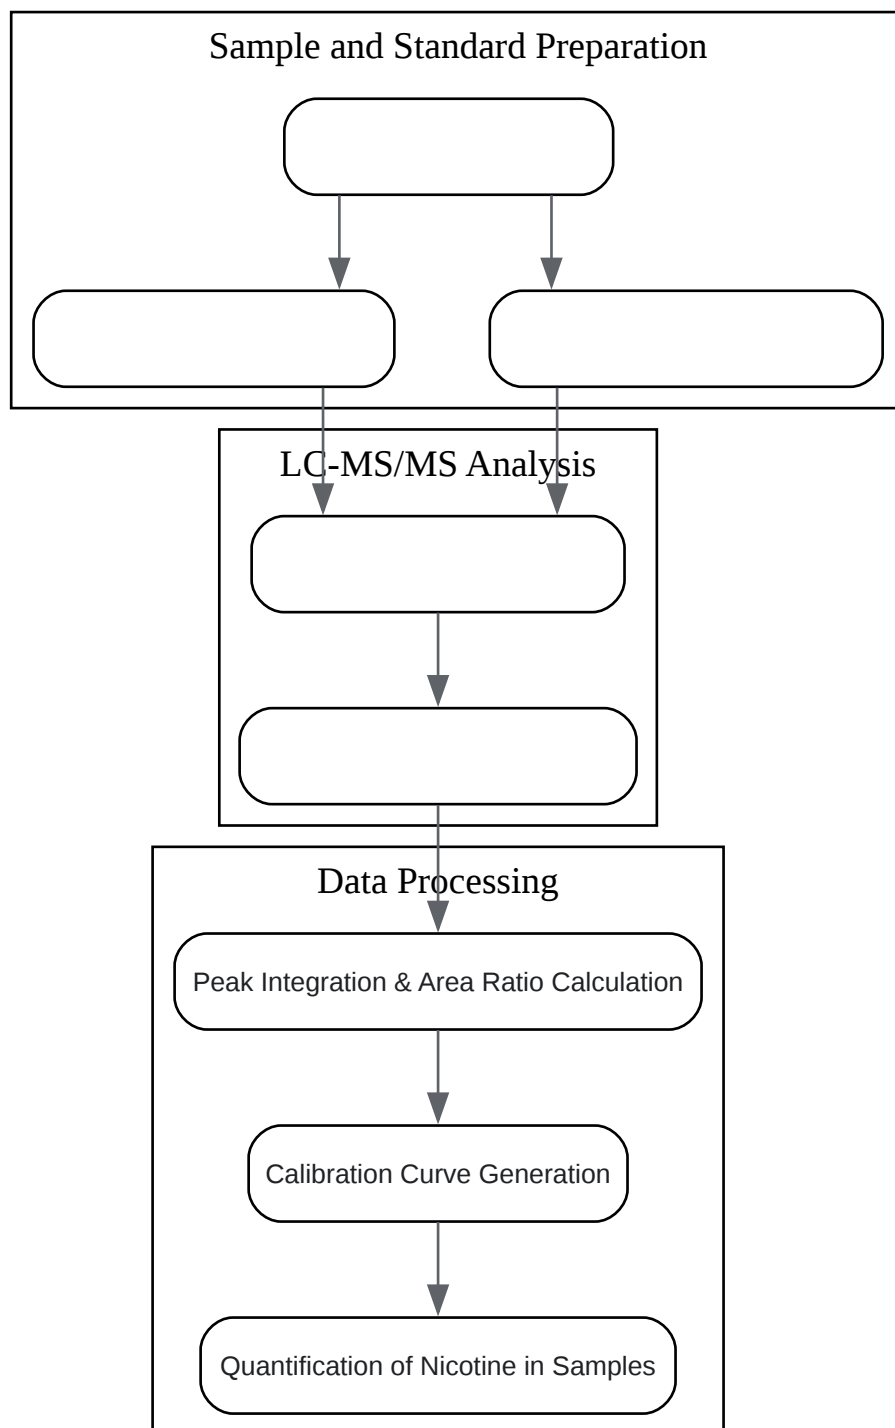 Sample and Standard Preparation
LC-MS/MS Analysis
Data Processing
Peak Integration & Area Ratio Calculation
Calibration Curve Generation
Quantification of Nicotine in Samples